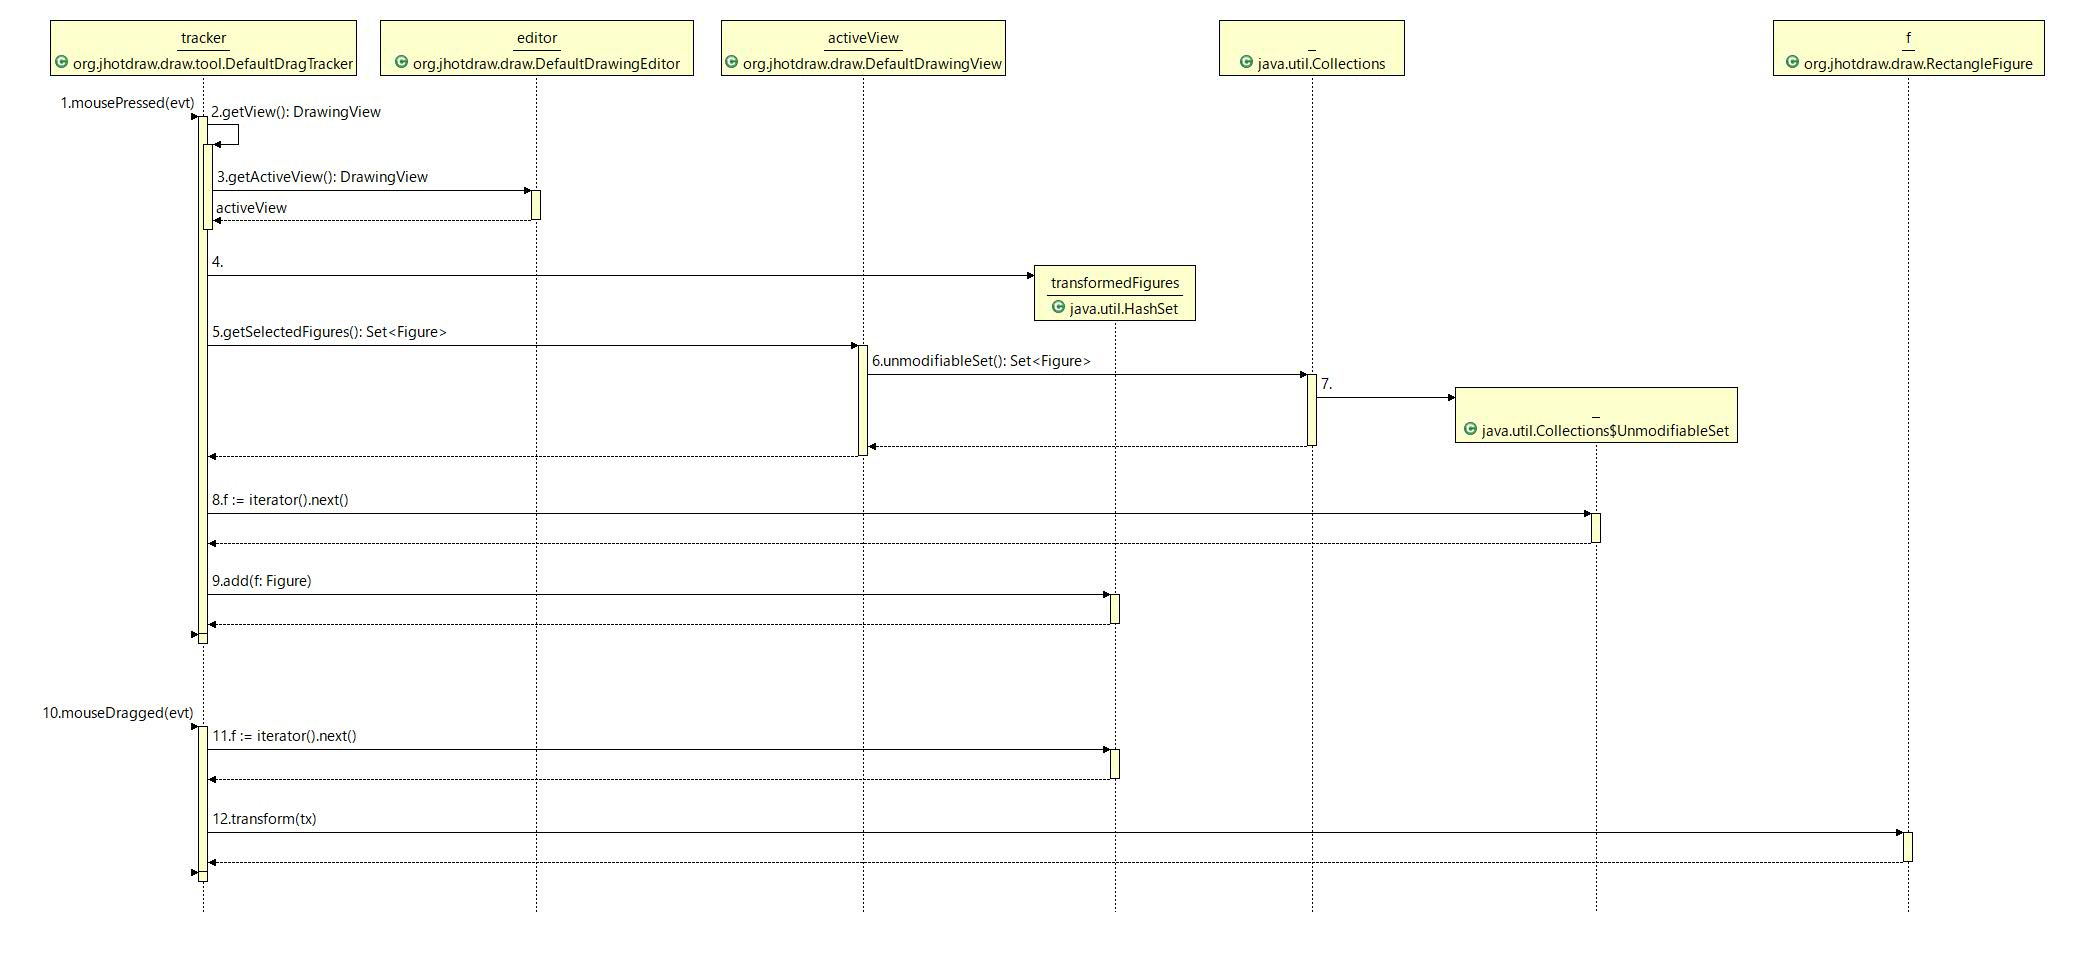 tracker
org.jhotdraw.draw.tool.DefaultDragTracker
editor
org.jhotdraw.draw.DefaultDrawingEditor
activeView
org.jhotdraw.draw.DefaultDrawingView
_
java.util.Collections
f
org.jhotdraw.draw.RectangleFigure
1.mousePressed(evt)
2.getView(): DrawingView
3.getActiveView(): DrawingView
activeView
4.
transformedFigures
java.util.HashSet
5.getSelectedFigures(): Set<Figure>
6.unmodifiableSet(): Set<Figure>
7.
_
java.util.Collections$UnmodifiableSet
8.f := iterator().next()
9.add(f: Figure)
10.mouseDragged(evt)
11.f := iterator().next()
12.transform(tx)